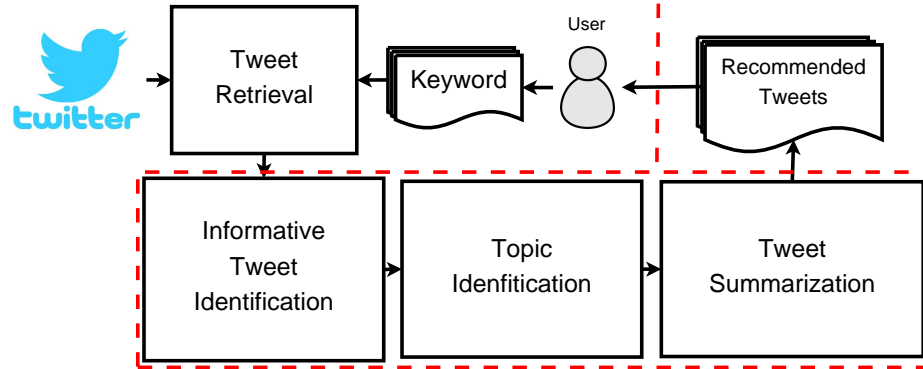 twitter
Tweet
Retrieval
Keyword
User
Recommended
Tweets
Informative
Tweet
Identification
Topic
Idenfitication
Tweet
Summarization